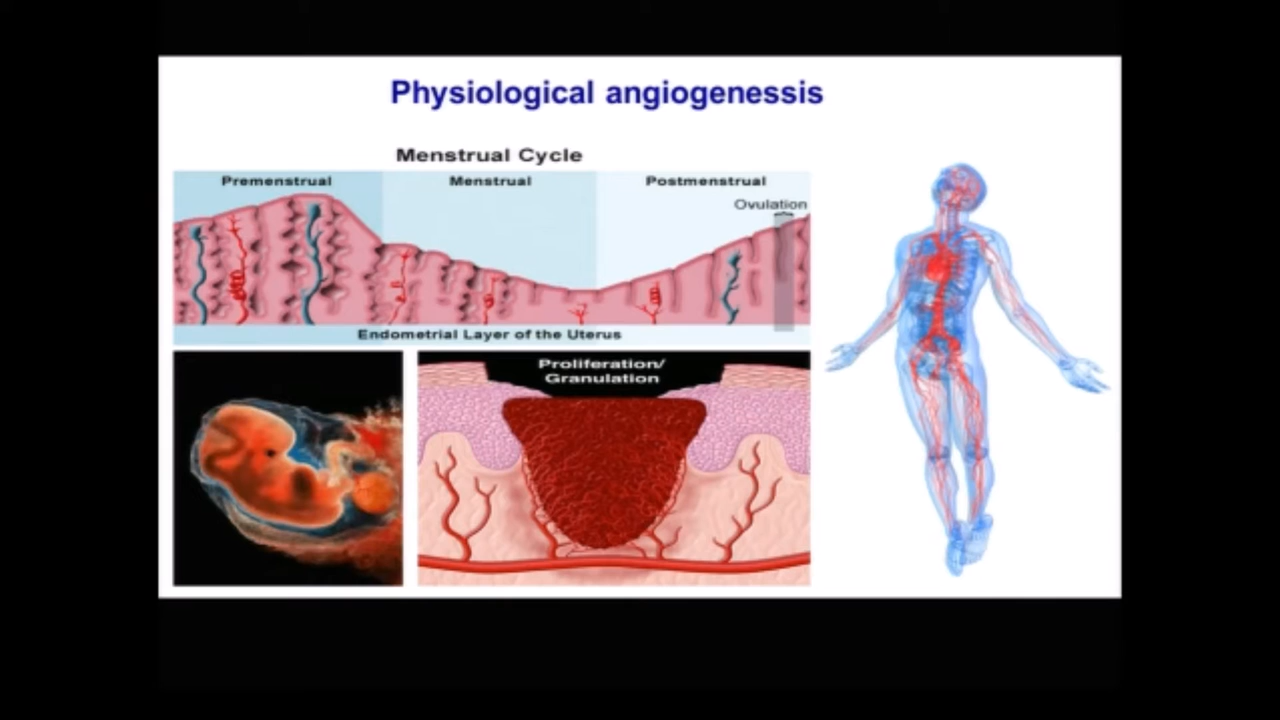 Physiological angiogenessis
Menstrual Cycle
Premenstrual
Menstrual
Postmenstrual
Ovulation
Endometrial Layer of the Uterus
Proliferation/
Granulation